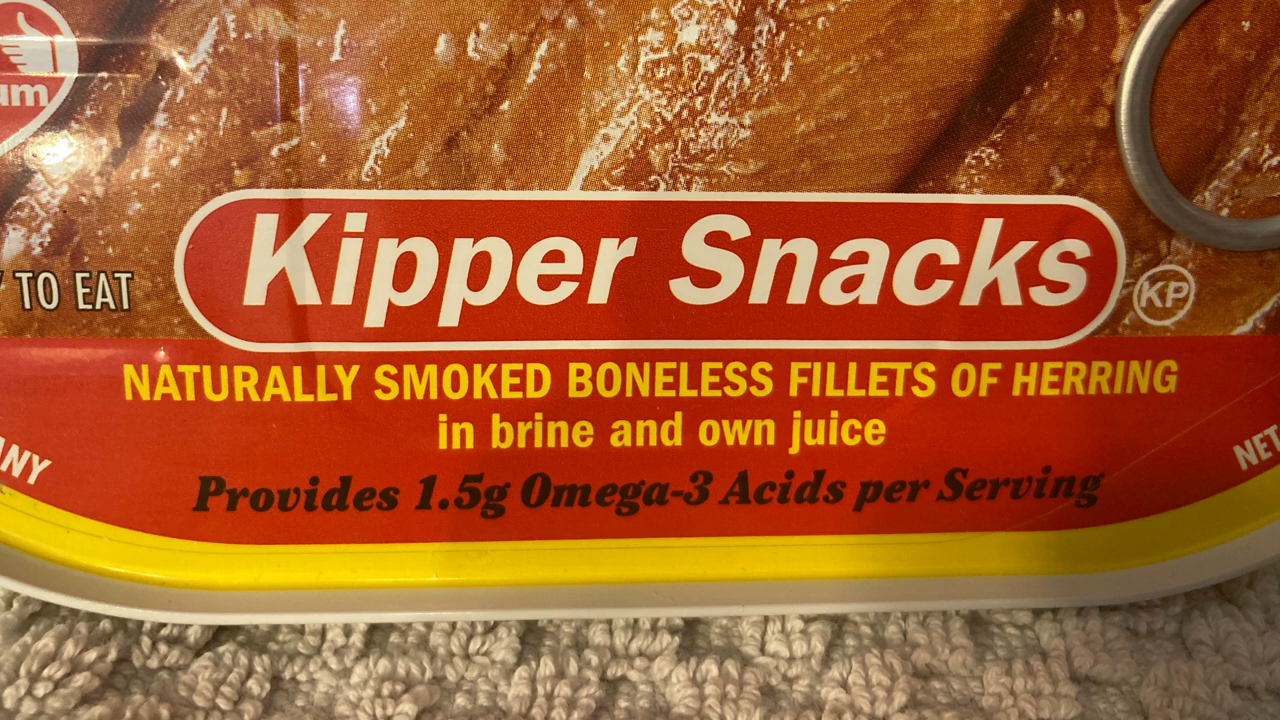 TO EAT
Kipper Snacks
KP
NATURALLY SMOKED BONELESS FILLETS OF HERRING
in brine and own juice
NET
Provides 1.5g Omega-3 Acids per Serving